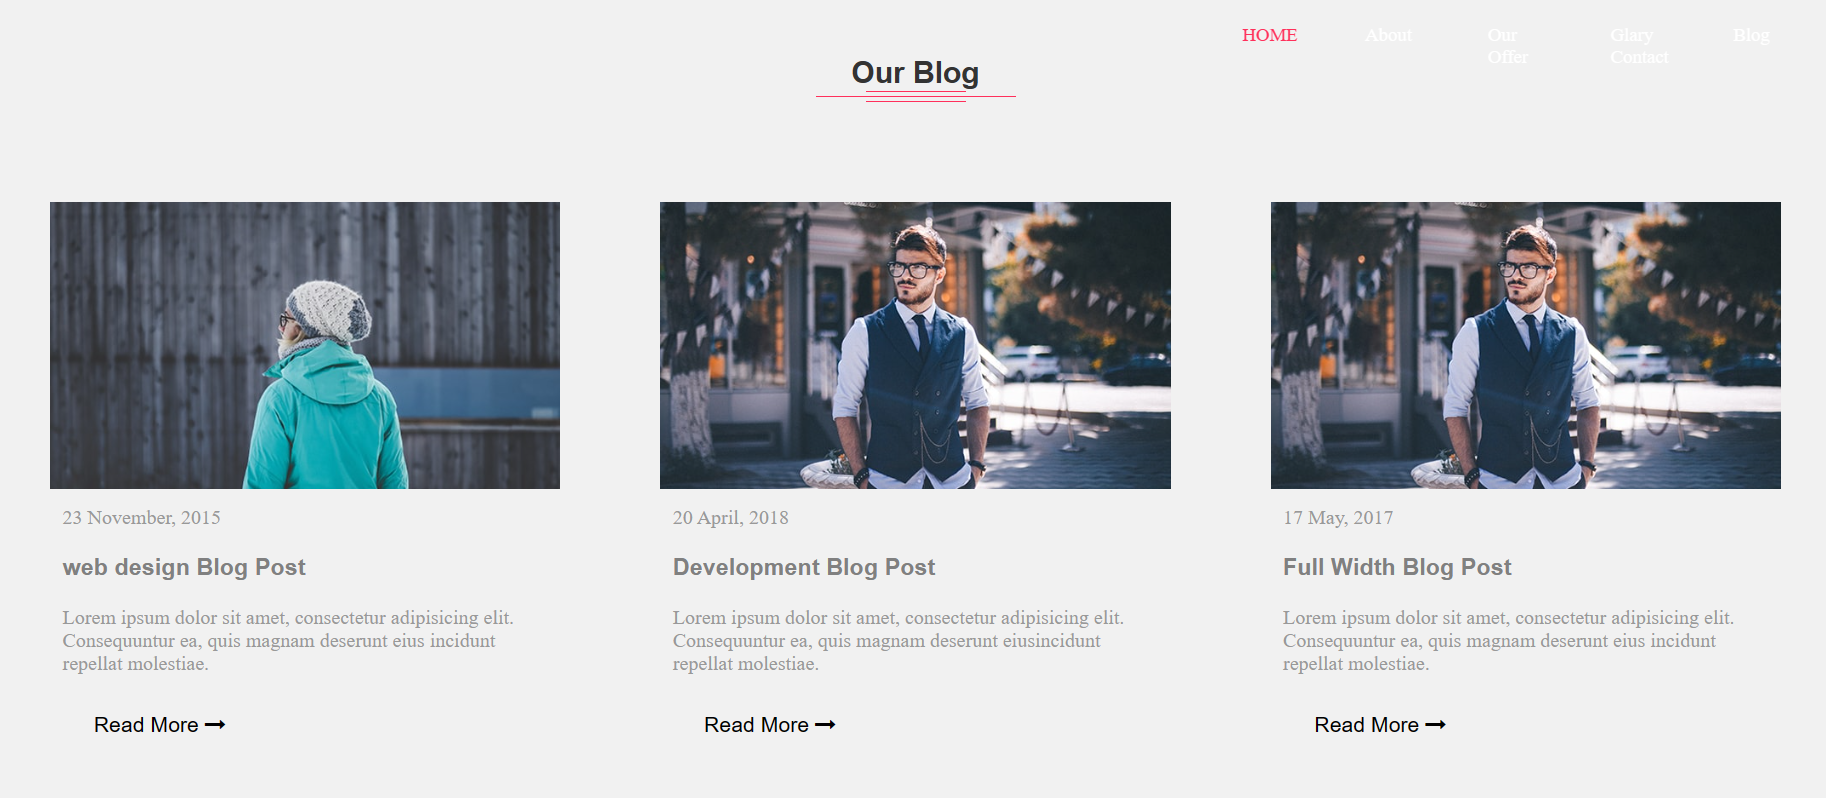 HOME About Our Glary Blog
Offer Contact
Our Blog
23 November, 2015
web design Blog Post
Lorem ipsum dolor sit amet, consectetur adipisicing elit.
Consequuntur ea, quis magnam deserunt eius incidunt
repellat molestiae.
Read More
20 April, 2018
Development Blog Post
Lorem ipsum dolor sit amet, consectetur adipisicing elit.
Consequuntur ea, quis magnam deserunt eiusincidunt
repellat molestiae.
Read More
17 May, 2017
Full Width Blog Post
Lorem ipsum dolor sit amet, consectetur adipisicing elit.
Consequuntur ea, quis magnam deserunt eius incidunt
repellat molestiae.
Read More